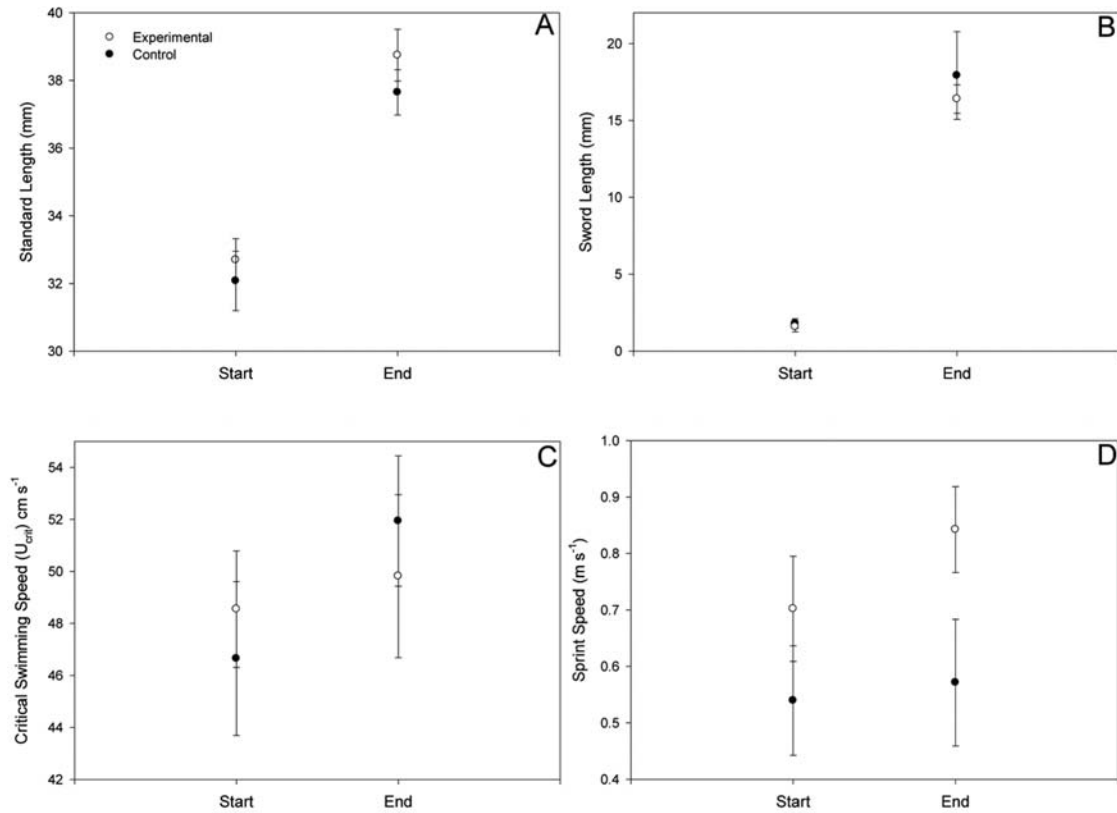 A
Experimental
Control
Standard Length (mm)
40
38
36
34
32
30
Start End
B
Sword Length (mm)
20
15
10
5
0
Start End
C
Critical Swimming Speed (Ucrit) cm s-1
54
52
50
48
46
44
42
Start End
D
Sprint Speed (m s-1)
1.0
0.9
0.8
0.7
0.6
0.5
0.4
Start End